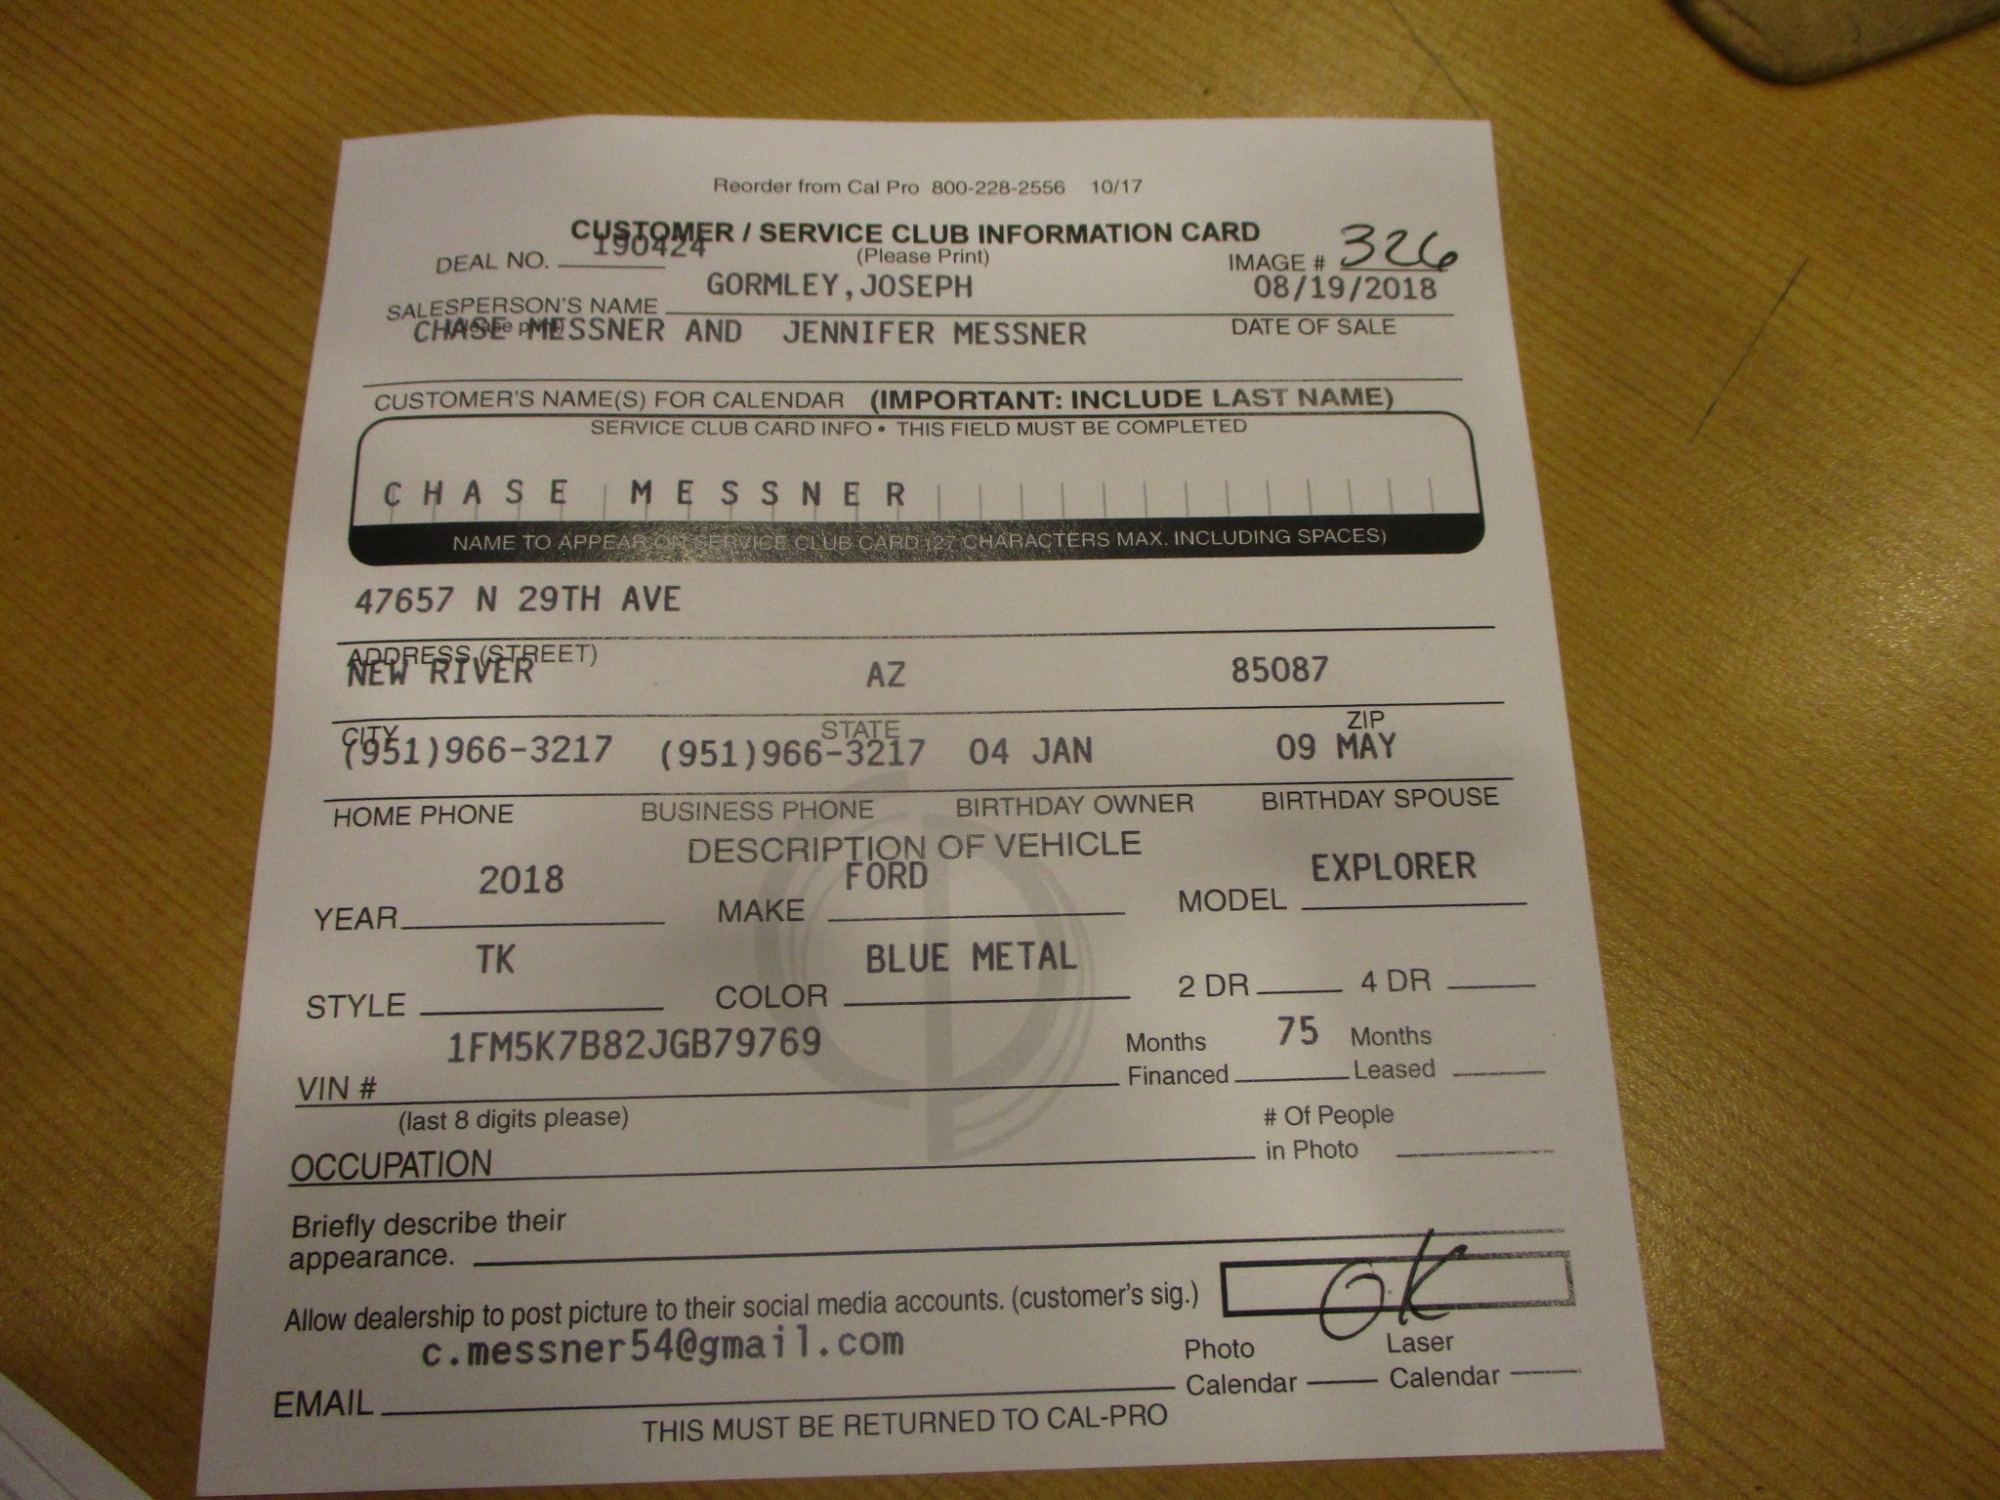 Reorder from Cal Pro 800-228-2556 10/17
CUSTOMER / SERVICE CLUB INFORMATION CARD
(Please Print)
DEAL NO. 190424
IMAGE # 326
GORMLEY,JOSEPH
08/19/2018
SALESPERSON'S NAME
(please print)
DATE OF SALE
CHASE MESSNER AND JENNIFER MESSNER
CUSTOMER'S NAME(S) FOR CALENDAR (IMPORTANT: INCLUDE LAST NAME)
SERVICE CLUB CARD INFO • THIS FIELD MUST BE COMPLETED
CHASE MESSNER
NAME TO APPEAR ON SERVICE CLUB CARD (27 CHARACTERS MAX. INCLUDING SPACES)
47657 N 29TH AVE
ADDRESS (STREET)
NEW RIVER AZ 85087
CITY STATE ZIP
(951)966-3217 (951)966-3217 04 JAN 09 MAY
HOME PHONE BUSINESS PHONE BIRTHDAY OWNER BIRTHDAY SPOUSE
DESCRIPTION OF VEHICLE
2018 FORD EXPLORER
YEAR MAKE MODEL
TK BLUE METAL
STYLE COLOR 2 DR 4 DR
1FM5K7B82JGB79769 Months 75 Months
VIN # Financed Leased
(last 8 digits please) # Of People
OCCUPATION in Photo
Briefly describe their
appearance.
Allow dealership to post picture to their social media accounts. (customer's sig.) OK
c.messner54@gmail.com Photo Laser
EMAIL Calendar Calendar
THIS MUST BE RETURNED TO CAL-PRO